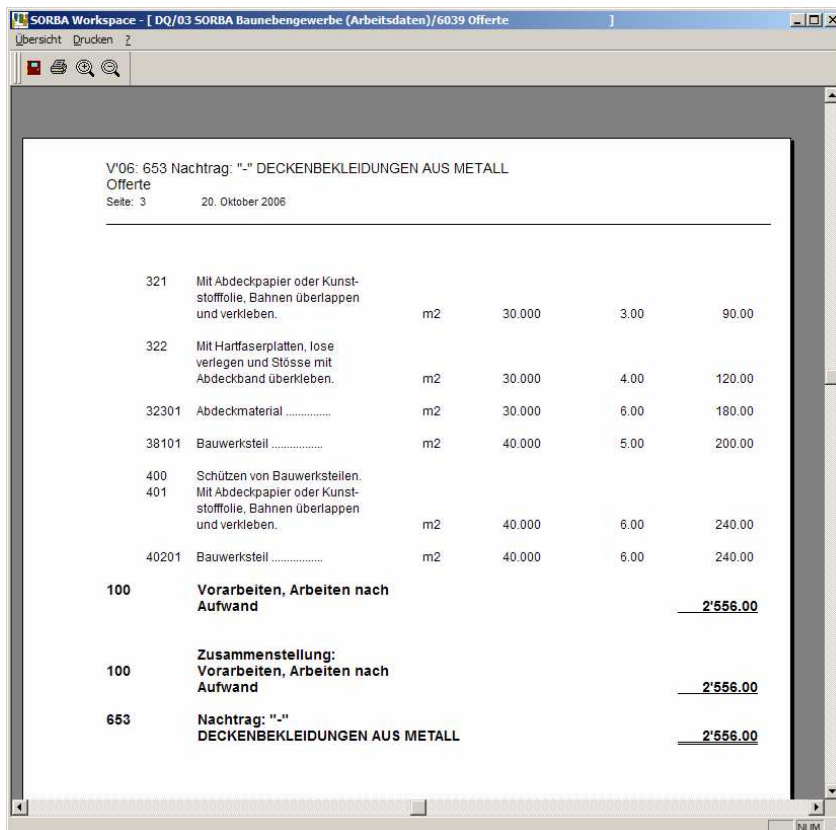 SORBA Workspace - [ DQ/03 SORBA Baunebengewerbe (Arbeitsdaten)/6039 Offerte ]
Übersicht Drucken ?
V'06: 653 Nachtrag: "-" DECKENBEKLEIDUNGEN AUS METALL
Offerte
Seite: 3 20. Oktober 2006
321 Mit Abdeckpapier oder Kunst-
stofffolie, Bahnen überlappen
und verkleben. m2 30.000 3.00 90.00
322 Mit Hartfaserplatten, lose
verlegen und Stösse mit
Abdeckband überkleben. m2 30.000 4.00 120.00
32301 Abdeckmaterial ............... m2 30.000 6.00 180.00
38101 Bauwerksteil ................. m2 40.000 5.00 200.00
400 Schützen von Bauwerksteilen.
401 Mit Abdeckpapier oder Kunst-
stofffolie, Bahnen überlappen
und verkleben. m2 40.000 6.00 240.00
40201 Bauwerksteil ................. m2 40.000 6.00 240.00
100 Vorarbeiten, Arbeiten nach
Aufwand 2'556.00
Zusammenstellung:
100 Vorarbeiten, Arbeiten nach
Aufwand 2'556.00
653 Nachtrag: "-"
DECKENBEKLEIDUNGEN AUS METALL 2'556.00
NUM